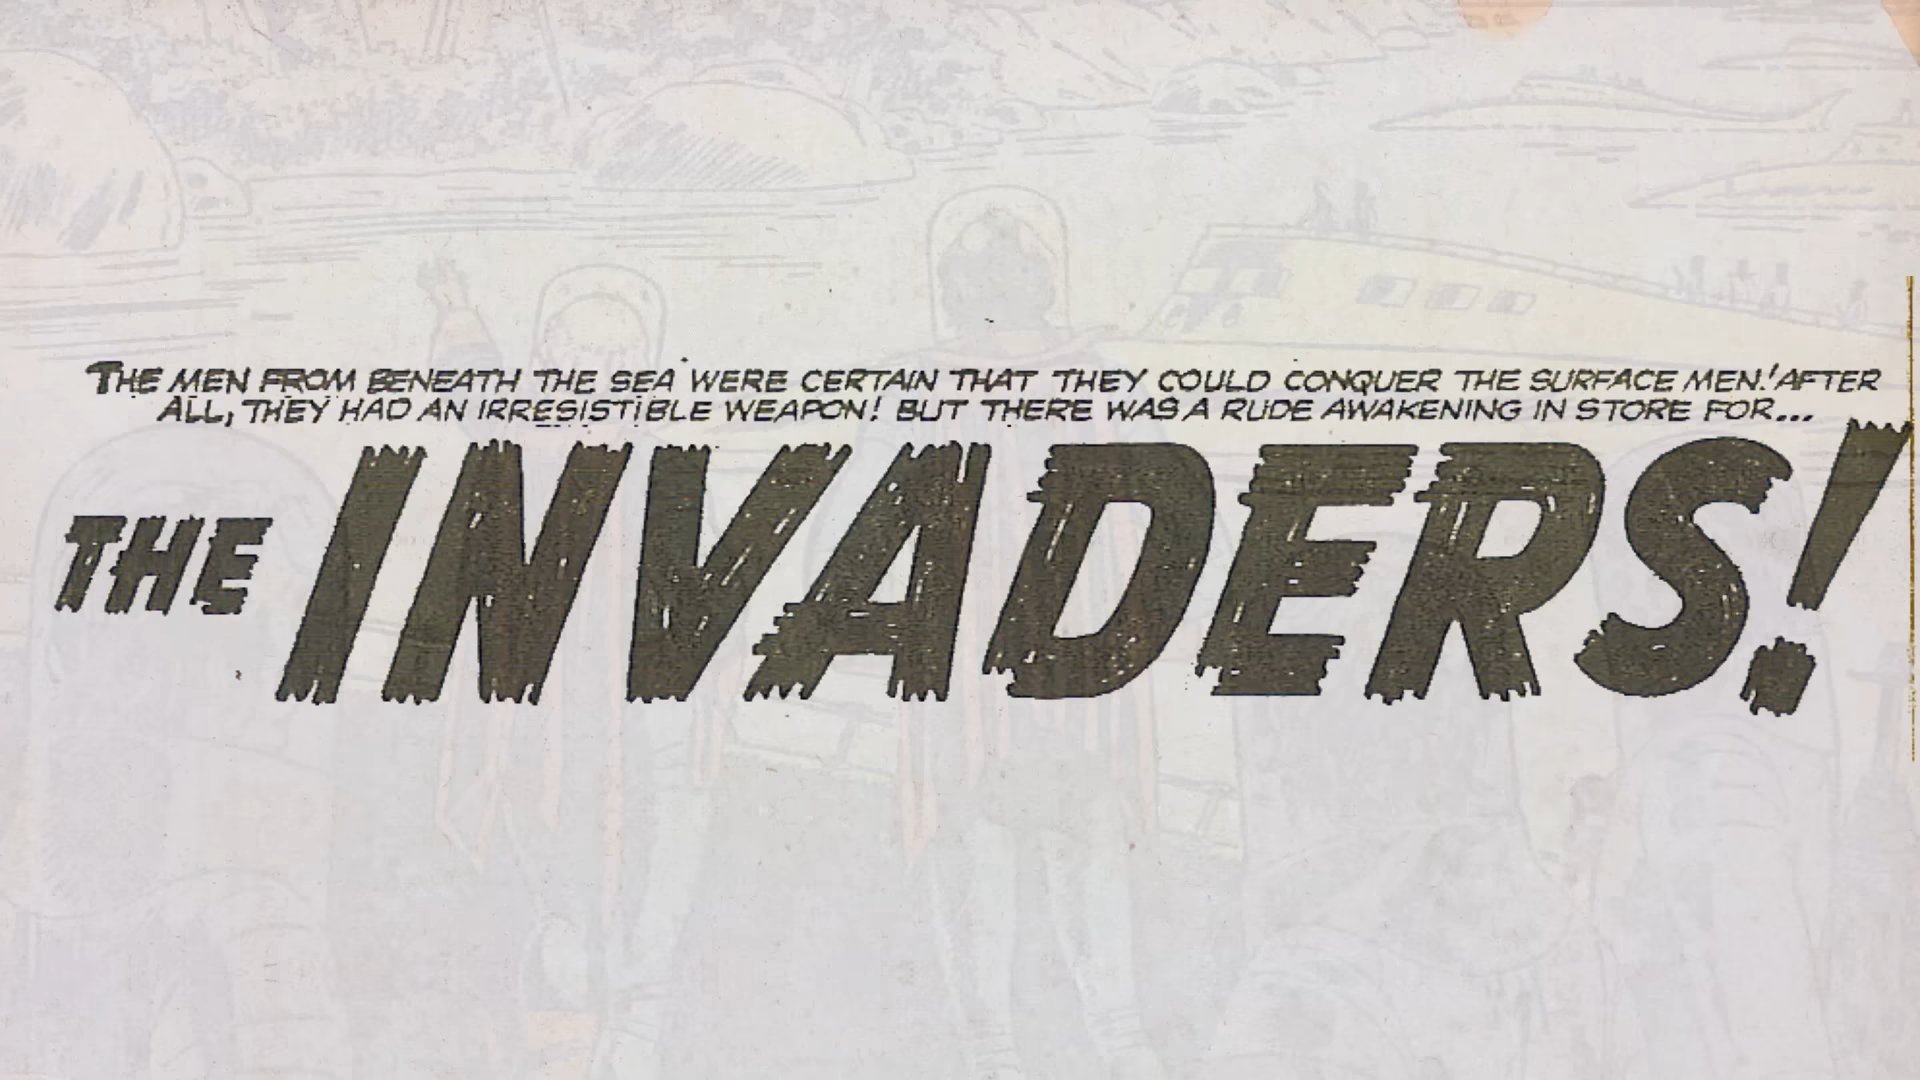 THE MEN FROM BENEATH THE SEA WERE CERTAIN THAT THEY COULD CONQUER THE SURFACE MEN! AFTER
ALL, THEY HAD AN IRRESISTIBLE WEAPON! BUT THERE WAS A RUDE AWAKENING IN STORE FOR...
THE INVADERS!